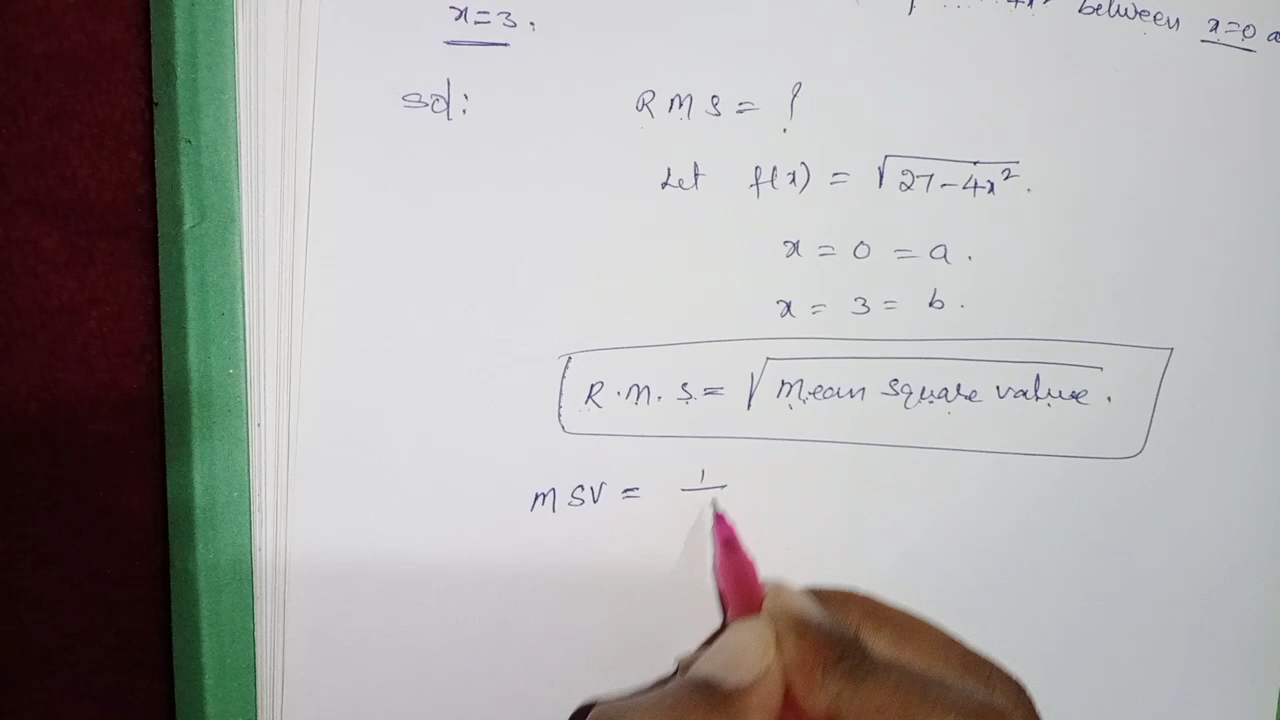 between x=0
x=3.
Sol:
RMS = ?
Let f(x) = √27-4x².
x = 0 = a.
x = 3 = b.
R.M.S = √Mean square value.
MSV = 1